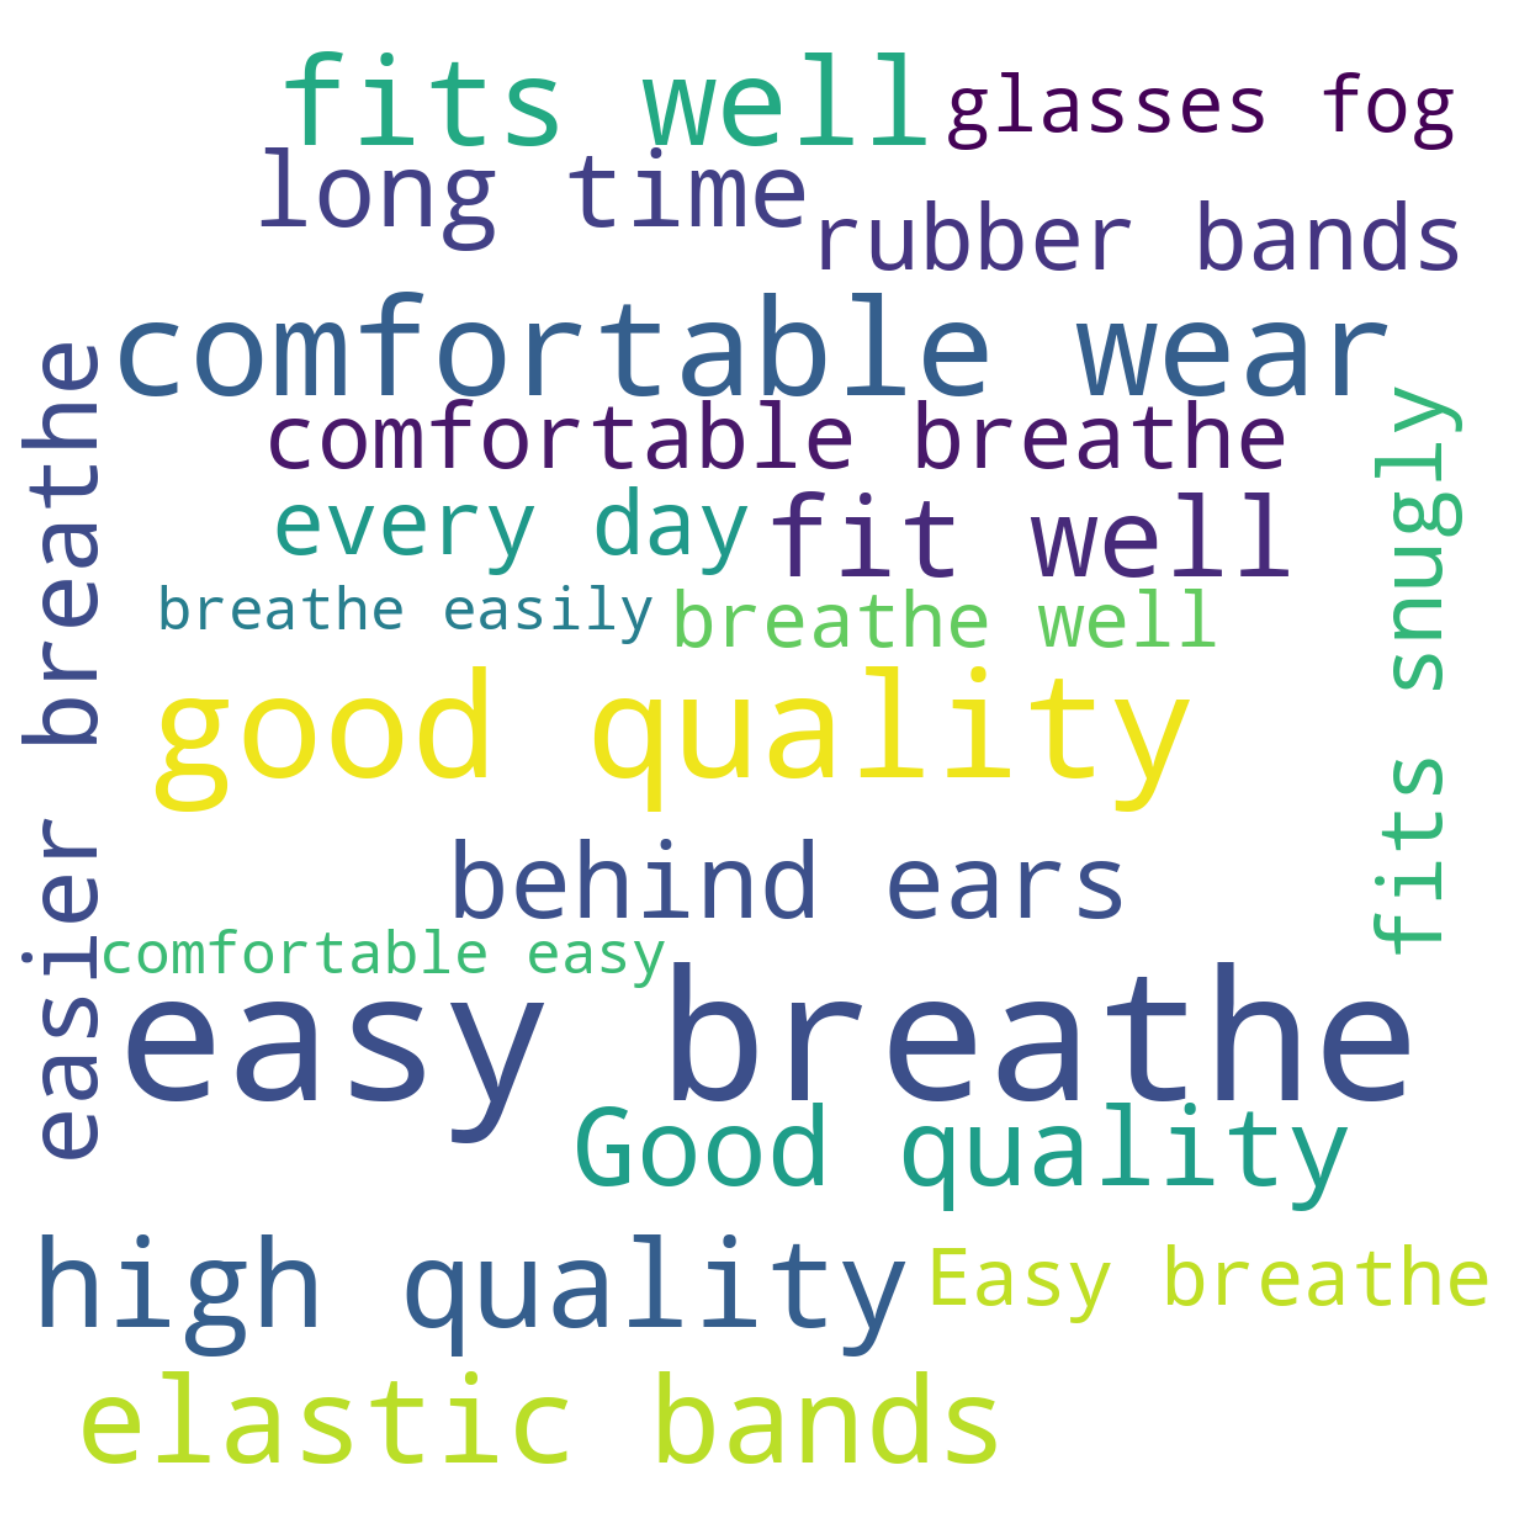 fits well
glasses fog
long time
rubber bands
comfortable wear
easier breathe
comfortable breathe
fits snugly
every day
fit well
breathe easily
breathe well
good quality
behind ears
comfortable easy
easy breathe
Good quality
high quality
Easy breathe
elastic bands